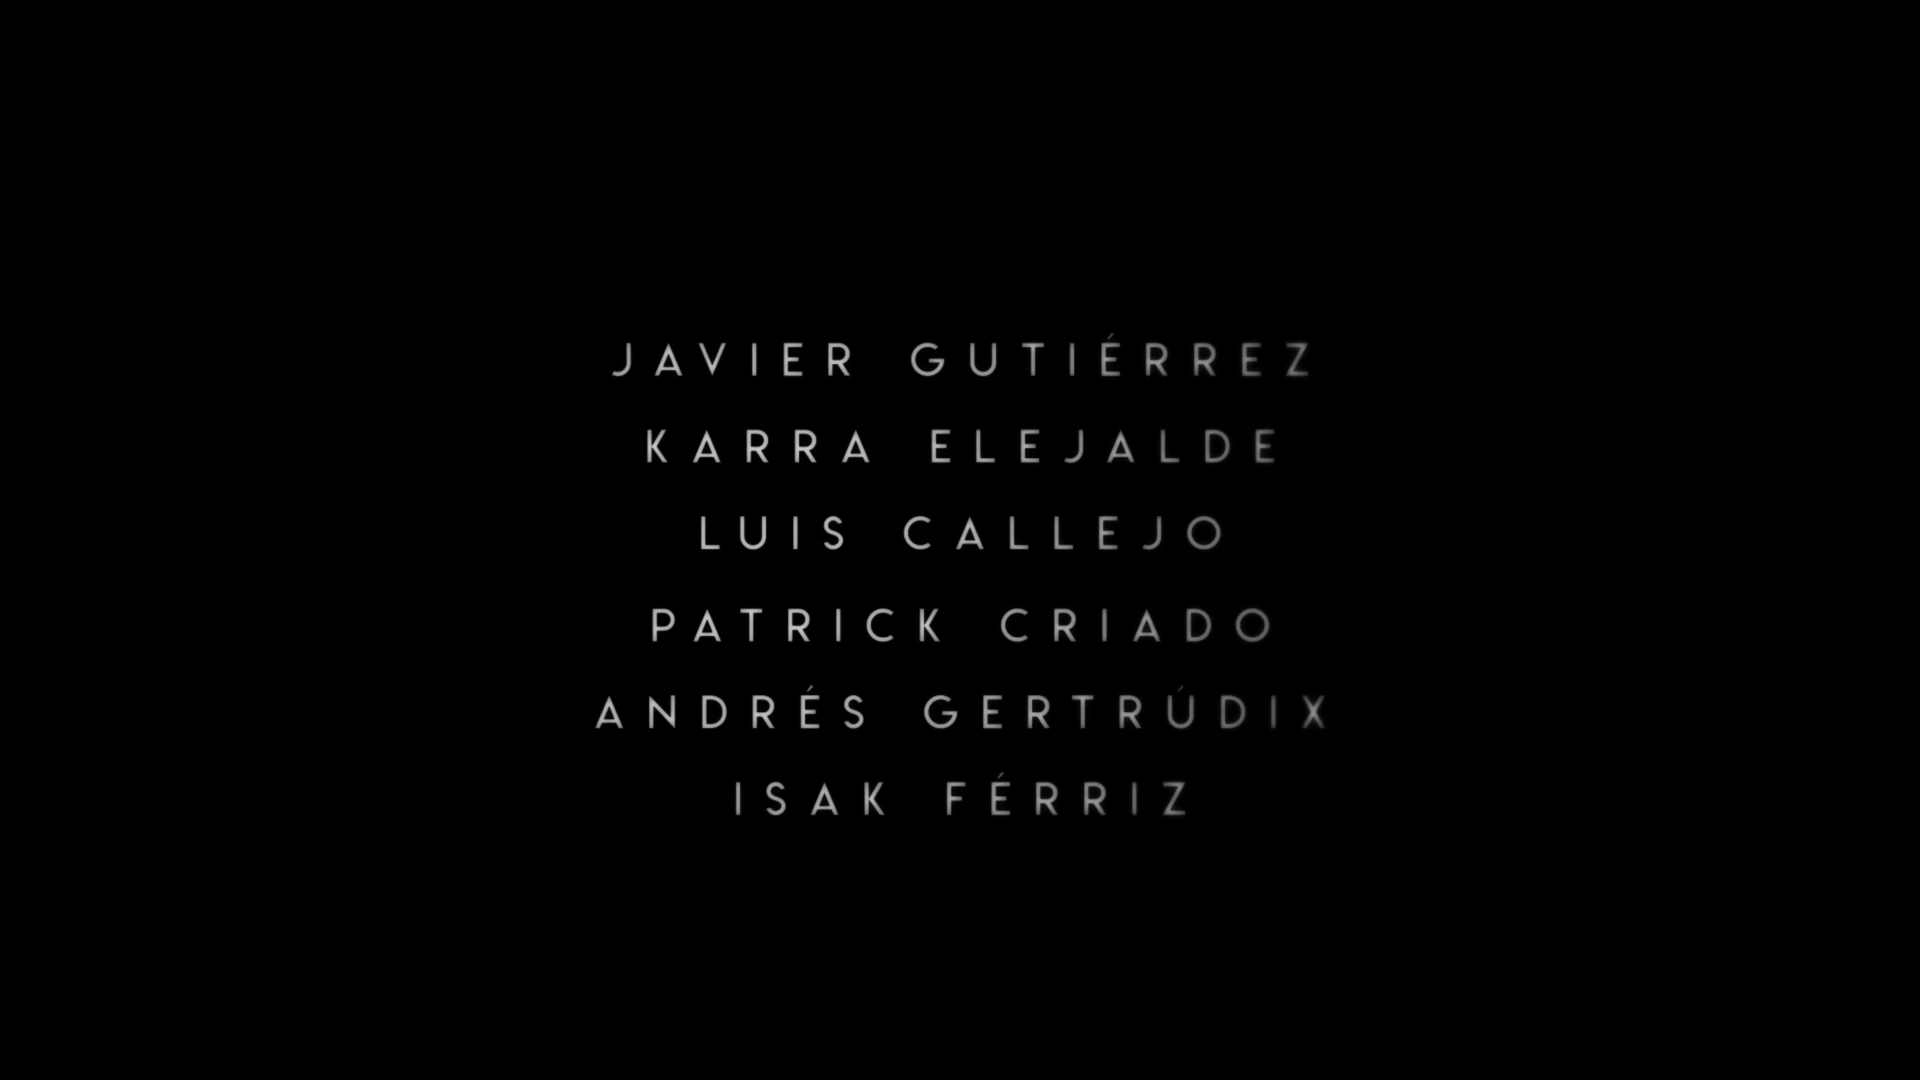 JAVIER GUTIÉRREZ
KARRA ELEJALDE
LUIS CALLEJO
PATRICK CRIADO
ANDRÉS GERTRÚDIX
ISAK FÉRRIZ